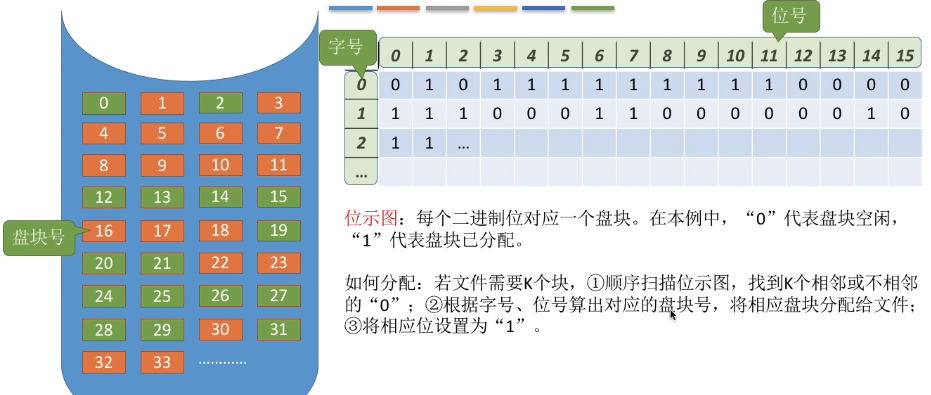 字号
位号
0 1 2 3 4 5 6 7 8 9 10 11 12 13 14 15
0 0 1 0 1 1 1 1 1 1 1 1 1 0 0 0 0
1 1 1 1 0 0 0 1 1 0 0 0 0 0 0 1 0
2 1 1 …
…
0 1 2 3
4 5 6 7
8 9 10 11
12 13 14 15
盘块号
16 17 18 19
20 21 22 23
24 25 26 27
28 29 30 31
32 33 …………
位示图：每个二进制位对应一个盘块。在本例中，“0”代表盘块空闲，
“1”代表盘块已分配。
如何分配：若文件需要K个块，①顺序扫描位示图，找到K个相邻或不相邻
的“0”；②根据字号、位号算出对应的盘块号，将相应盘块分配给文件；
③将相应位设置为“1”。